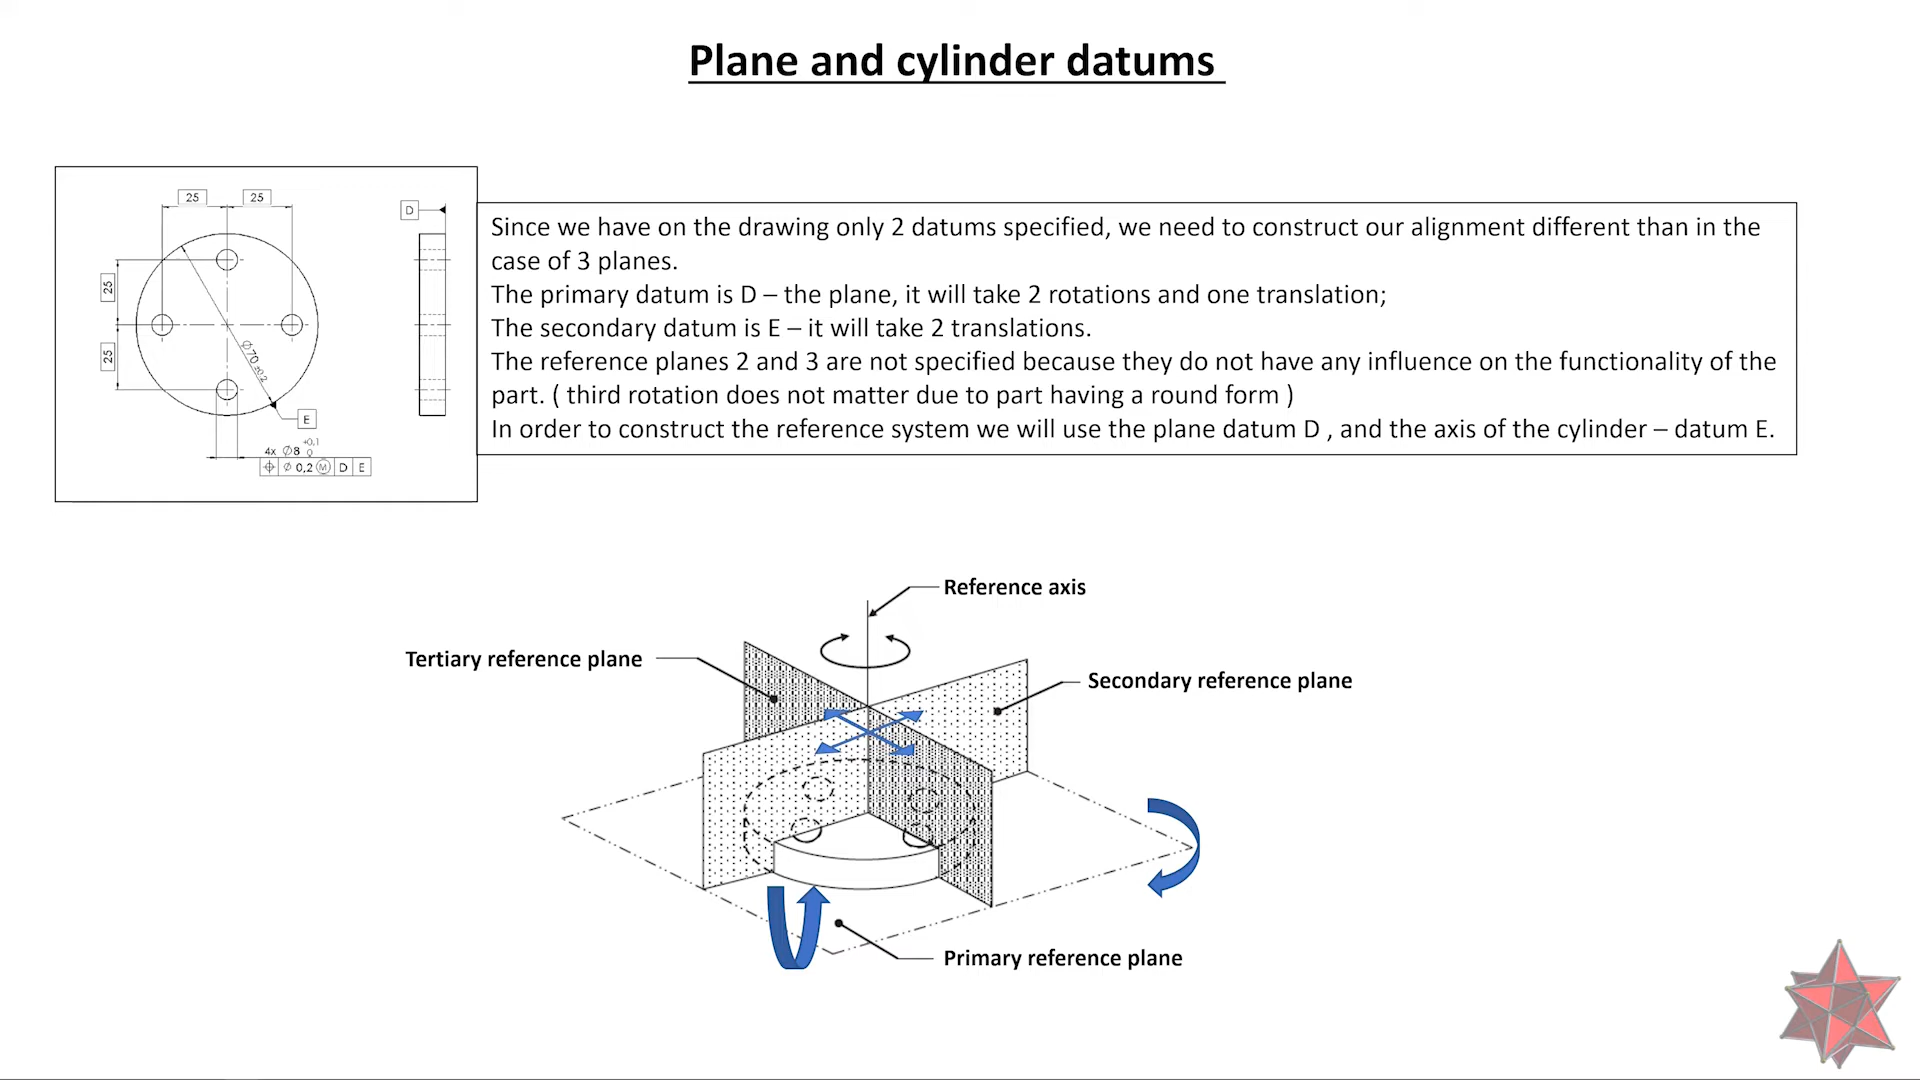 Plane and cylinder datums
25 25
D
25
25
Ø70 ±0,2
E
4x Ø8 +0,1 0
⌖ Ø 0,2 Ⓜ D E
Since we have on the drawing only 2 datums specified, we need to construct our alignment different than in the
case of 3 planes.
The primary datum is D – the plane, it will take 2 rotations and one translation;
The secondary datum is E – it will take 2 translations.
The reference planes 2 and 3 are not specified because they do not have any influence on the functionality of the
part. ( third rotation does not matter due to part having a round form )
In order to construct the reference system we will use the plane datum D , and the axis of the cylinder – datum E.
Reference axis
Tertiary reference plane
Secondary reference plane
Primary reference plane